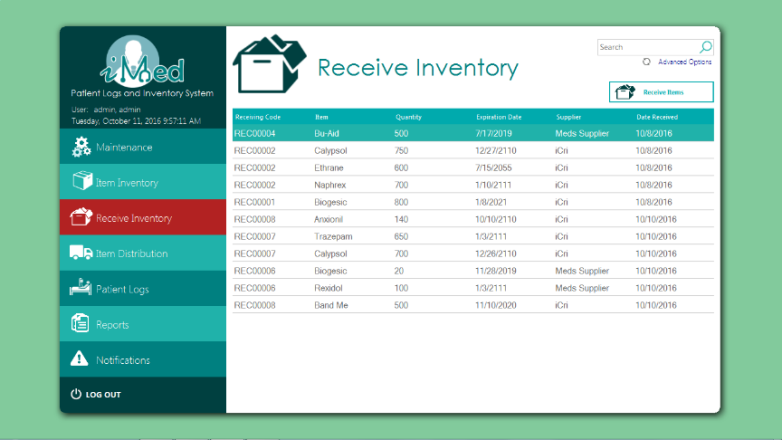 iMed
Patient Logs and Inventory System
User: admin, admin
Tuesday, October 11, 2016 9:57:11 AM
Maintenance
Item Inventory
Receive Inventory
Item Distribution
Patient Logs
Reports
Notifications
LOG OUT
Receive Inventory
Search
Advanced Options
Receive Items
Receiving Code Item Quantity Expiration Date Supplier Date Received
REC00004 Bu-Aid 500 7/17/2019 Meds Supplier 10/8/2016
REC00002 Calypsol 750 12/27/2110 iCri 10/8/2016
REC00002 Ethrane 600 7/15/2055 iCri 10/8/2016
REC00002 Naphrex 700 1/10/2111 iCri 10/8/2016
REC00001 Biogesic 800 1/8/2021 iCri 10/8/2016
REC00008 Anxionil 140 10/10/2110 iCri 10/10/2016
REC00007 Trazepam 650 1/3/2111 iCri 10/10/2016
REC00007 Calypsol 700 12/26/2110 iCri 10/10/2016
REC00006 Biogesic 20 11/28/2019 Meds Supplier 10/10/2016
REC00006 Rexidol 100 1/3/2111 Meds Supplier 10/10/2016
REC00008 Band Me 500 11/10/2020 iCri 10/10/2016